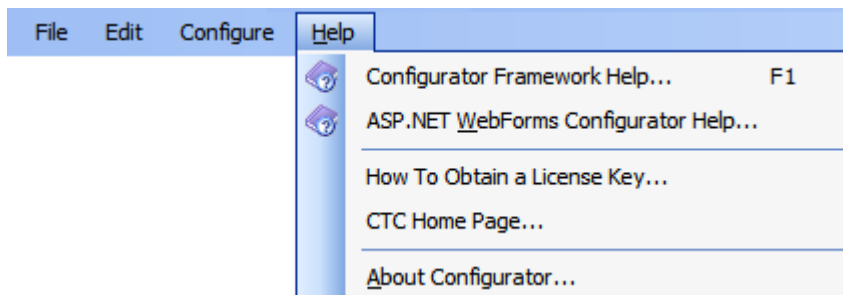 File Edit Configure Help
Configurator Framework Help... F1
ASP.NET WebForms Configurator Help...
How To Obtain a License Key...
CTC Home Page...
About Configurator...